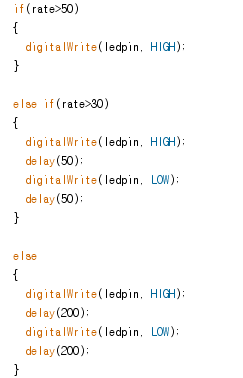 if(rate>50)
{
  digitalWrite(ledpin, HIGH);
}

else if(rate>30)
{
  digitalWrite(ledpin, HIGH);
  delay(50);
  digitalWrite(ledpin, LOW);
  delay(50);
}

else
{
  digitalWrite(ledpin, HIGH);
  delay(200);
  digitalWrite(ledpin, LOW);
  delay(200);
}